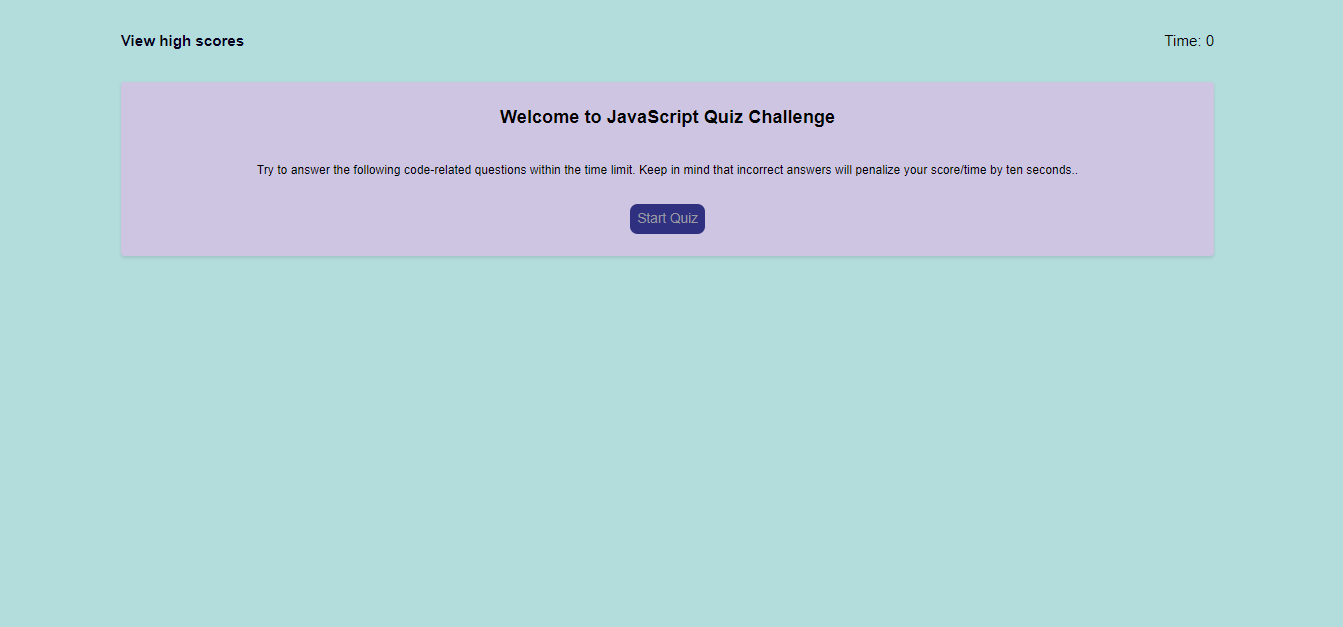 View high scores
Time: 0
Welcome to JavaScript Quiz Challenge
Try to answer the following code-related questions within the time limit. Keep in mind that incorrect answers will penalize your score/time by ten seconds..
Start Quiz